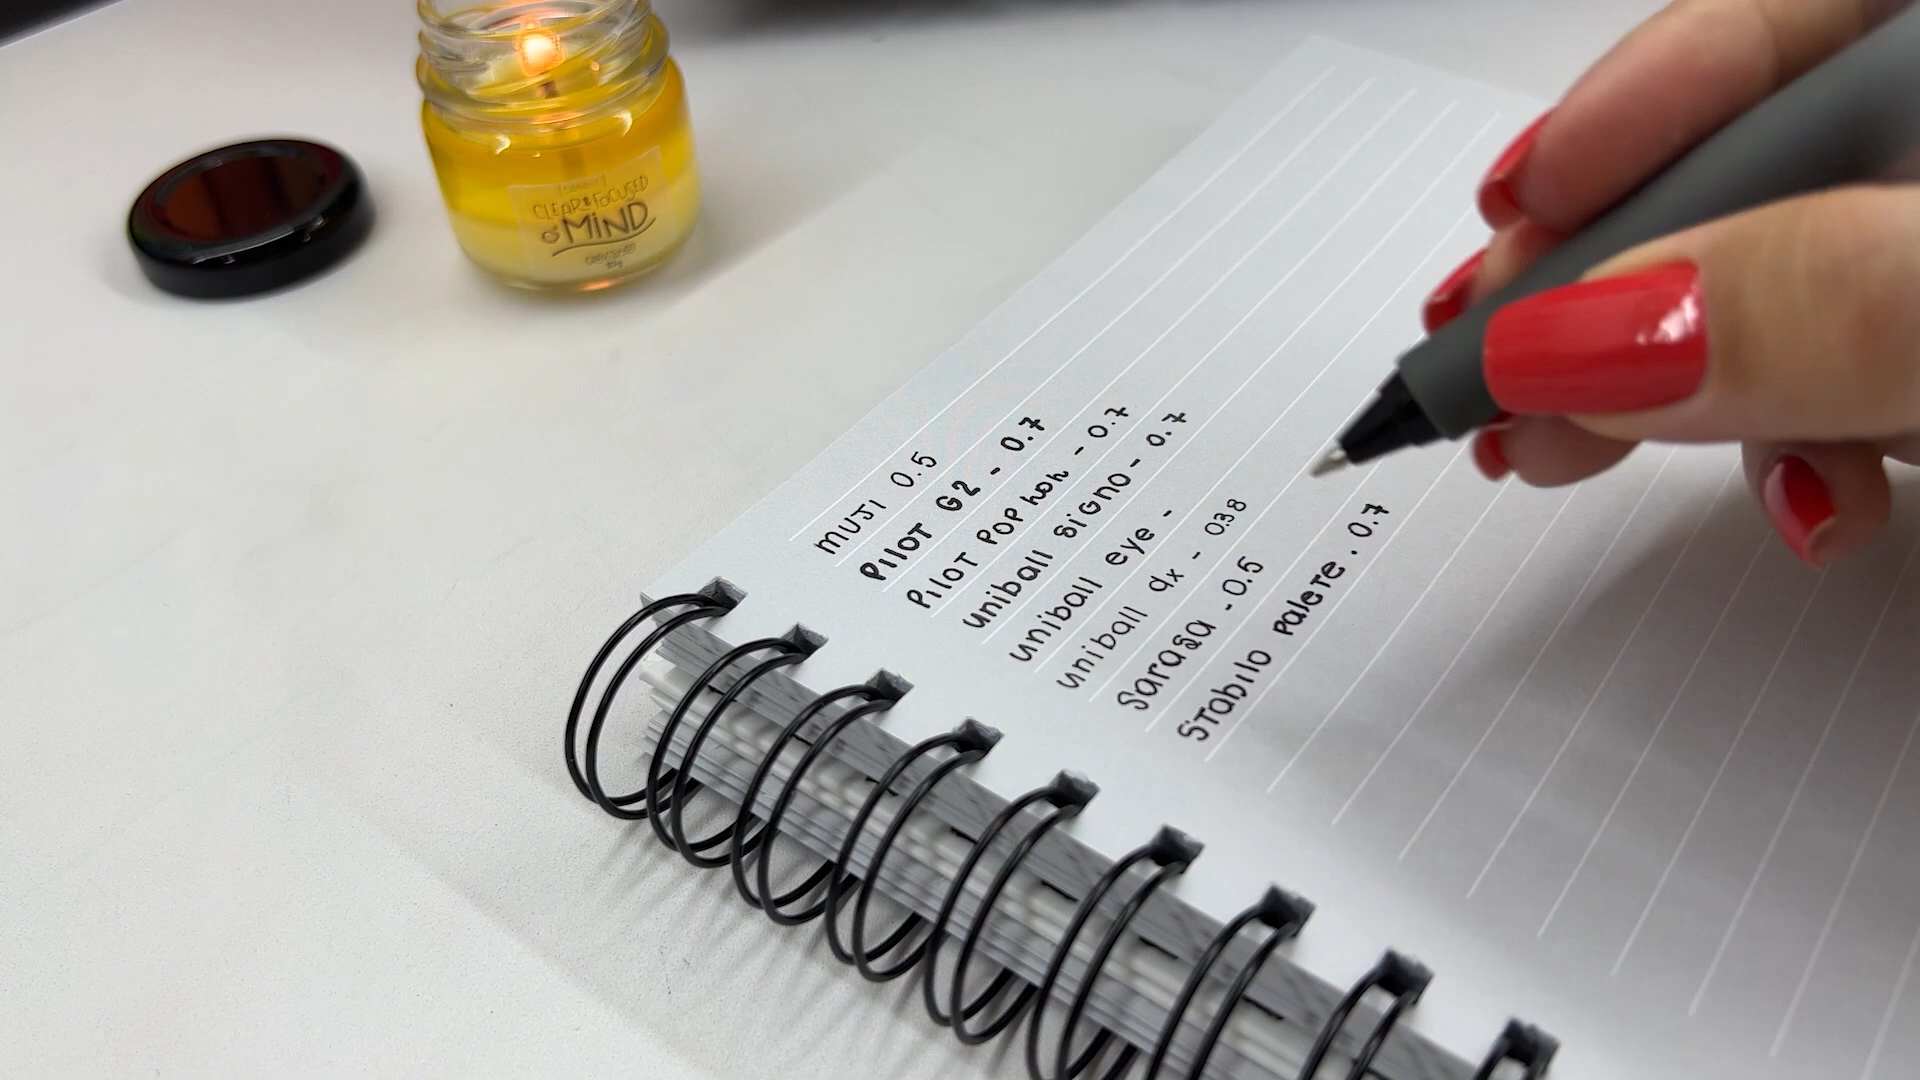 CLEAR & FOCUSED
MIND
MUJI 0.5
PILOT G2 - 0.7
PILOT POP hoh - 0.7
uniball SiGNO - 0.7
uniball eye -
uniball dx - 0.38
Sarasa - 0.5
STabilo Palete. 0.7